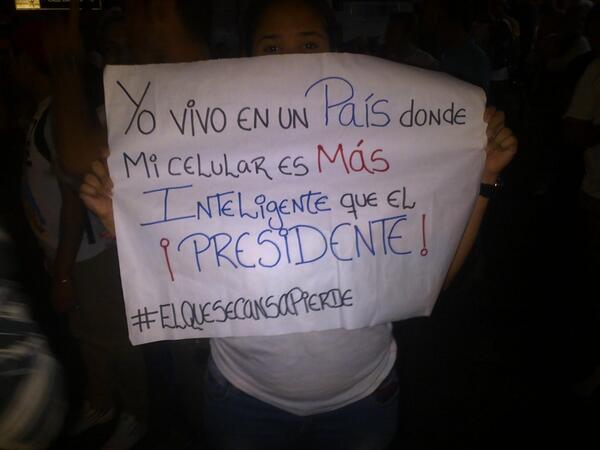 Yo vivo en un País donde
mi celular es Más
Inteligente que el
¡PRESIDENTE!
#ELQUESECANSAPIERDE